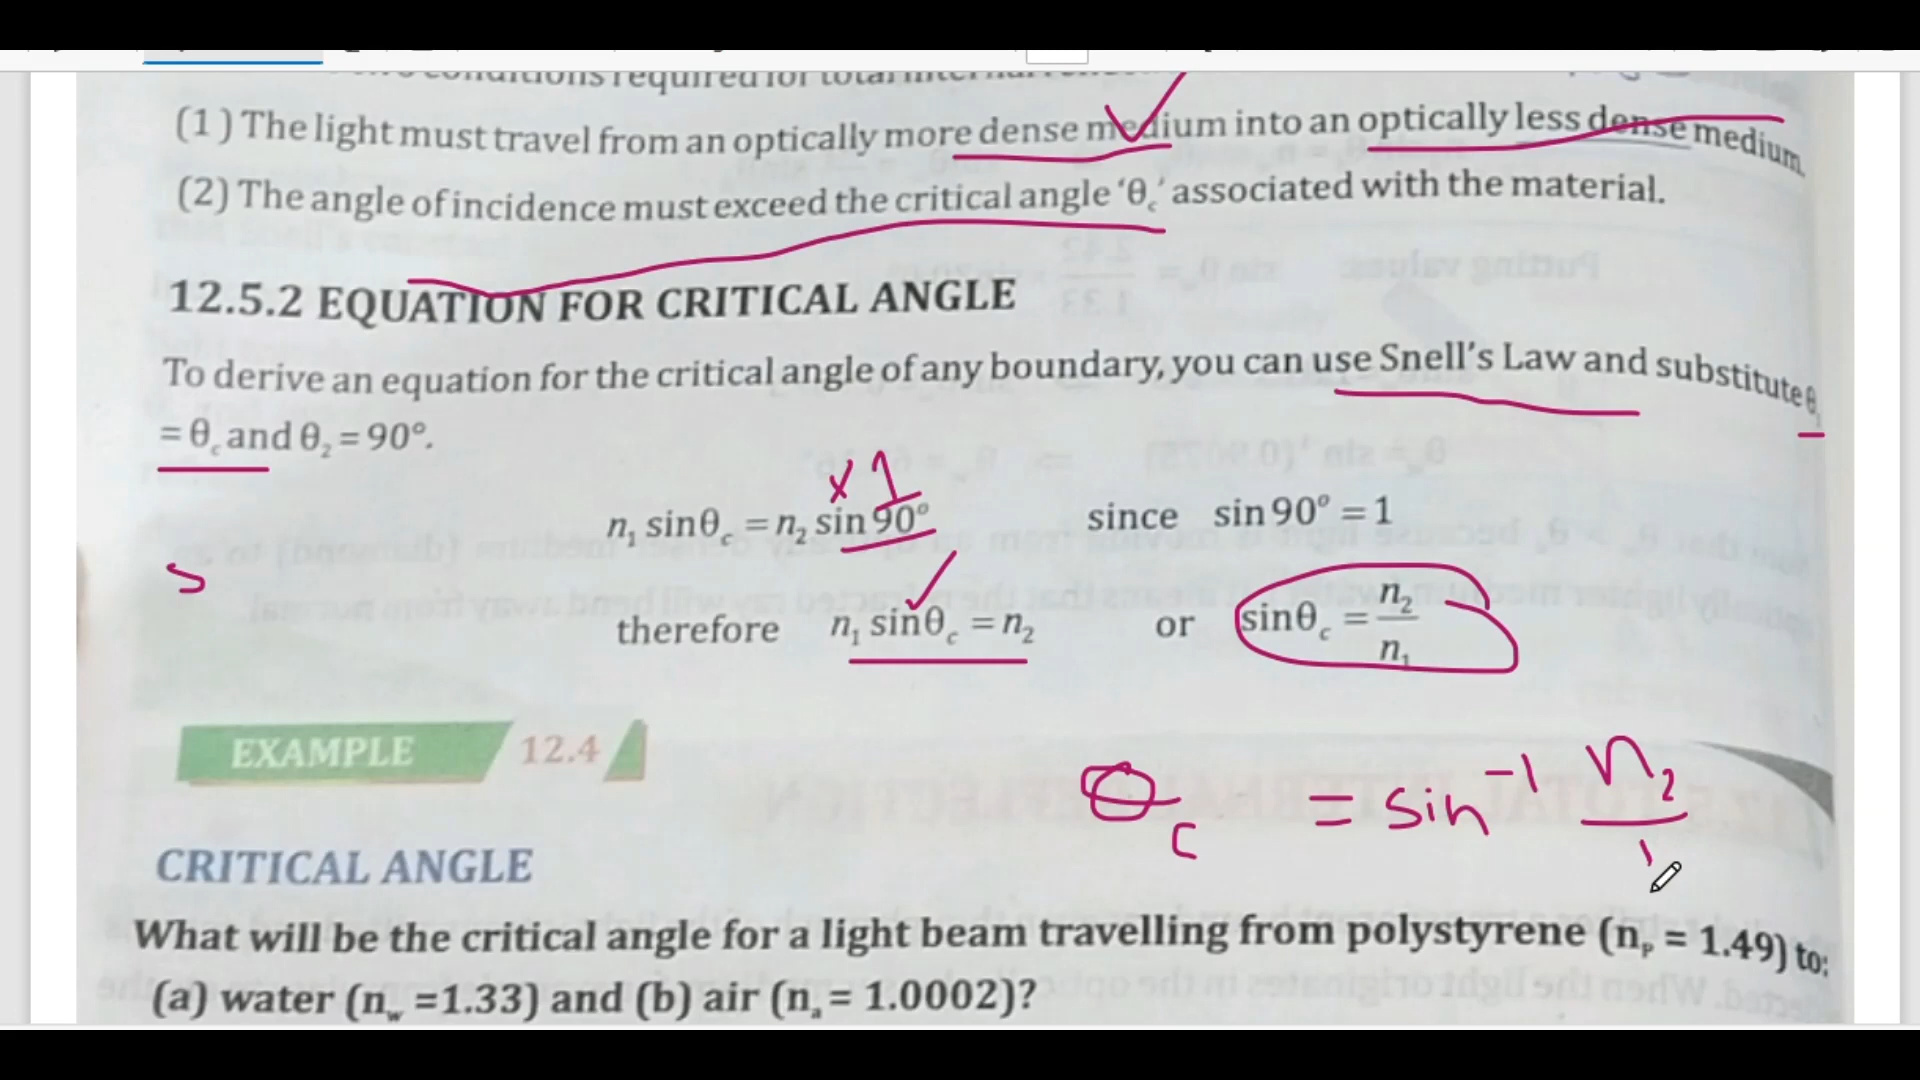 conditions required for total
(1) The light must travel from an optically more dense medium into an optically less dense medium.
(2) The angle of incidence must exceed the critical angle ‘θc’ associated with the material.
12.5.2 EQUATION FOR CRITICAL ANGLE
To derive an equation for the critical angle of any boundary, you can use Snell's Law and substitute θ1
= θc and θ2 = 90°.
x 1
n1 sinθc = n2 sin 90° since sin 90° = 1
therefore n1 sinθc = n2 or sinθc = n2/n1
EXAMPLE 12.4
θc = sin⁻¹ n2
CRITICAL ANGLE
What will be the critical angle for a light beam travelling from polystyrene (nP = 1.49) to:
(a) water (nw =1.33) and (b) air (na = 1.0002)?